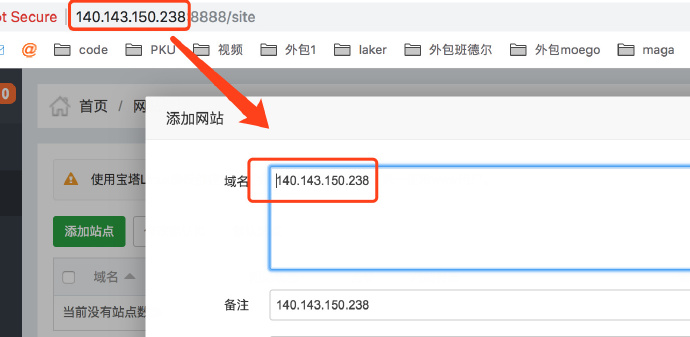 ot Secure | 140.143.150.238:8888/site
@ code PKU 视频 外包1 laker 外包班德尔 外包moego maga
0
首页 / 网
添加网站
域名 140.143.150.238
使用宝塔L
添加站点
域名
当前没有站点数
备注 140.143.150.238